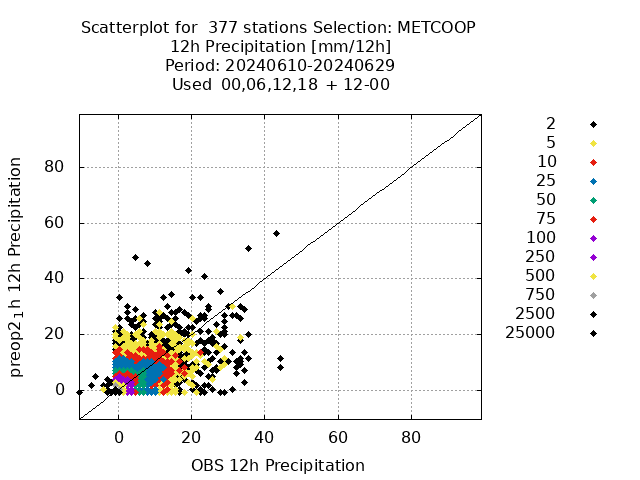 Scatterplot for  377 stations Selection: METCOOP
12h Precipitation [mm/12h]
Period: 20240610-20240629
Used  00,06,12,18  + 12-00
preop2₁h 12h Precipitation
80
60
40
20
0
0 20 40 60 80
OBS 12h Precipitation
2
5
10
25
50
75
100
250
500
750
2500
25000